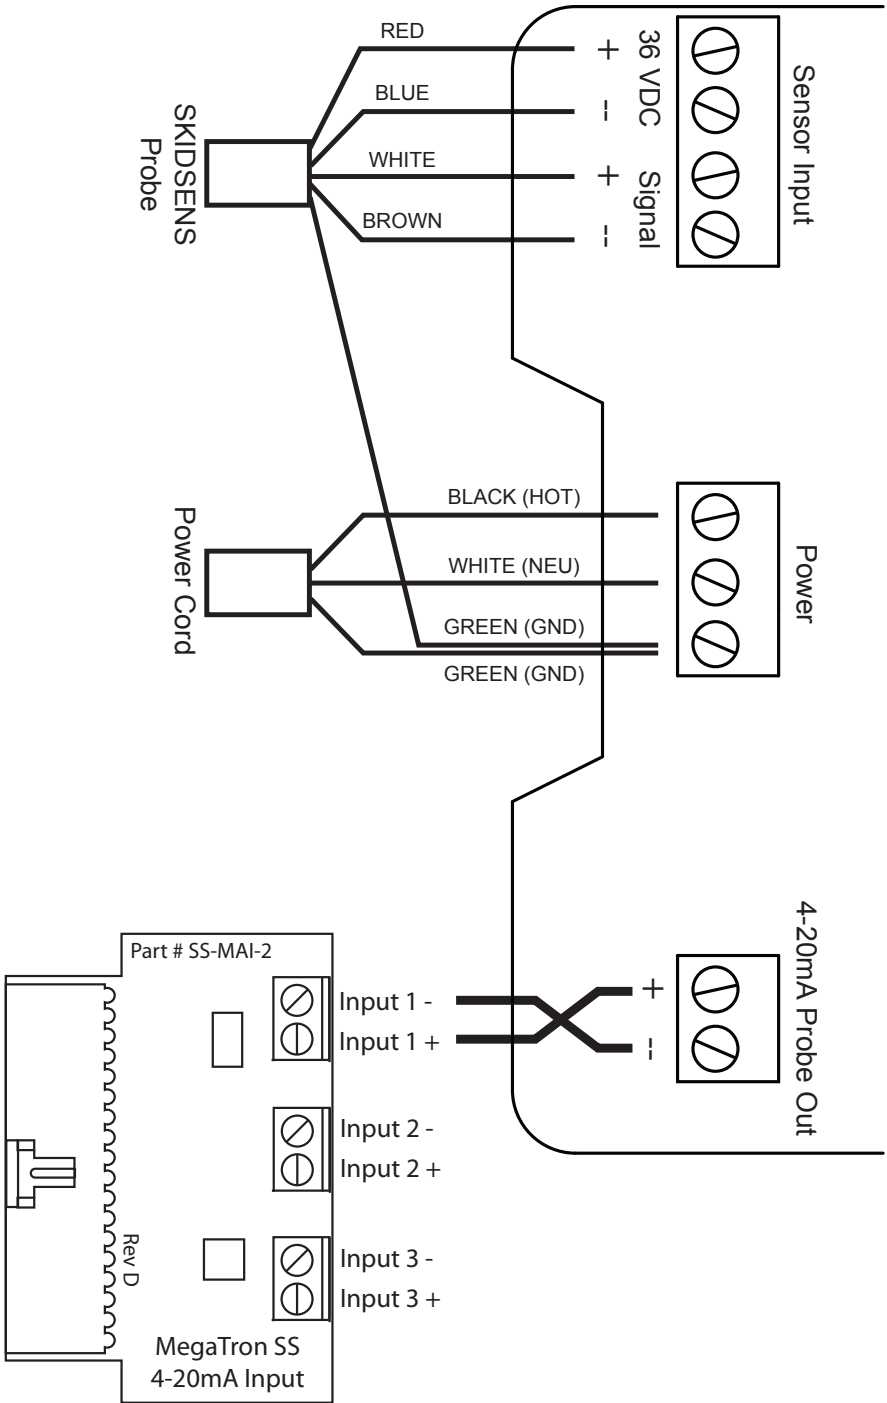 RED
BLUE
WHITE
BROWN
+
--
+
--
36 VDC
Signal
Sensor Input
SKIDSENS
Probe
BLACK (HOT)
WHITE (NEU)
GREEN (GND)
GREEN (GND)
Power
Power Cord
4-20mA Probe Out
+
--
Part # SS-MAI-2
Input 1 -
Input 1 +
Input 2 -
Input 2 +
Input 3 -
Input 3 +
Rev D
MegaTron SS
4-20mA Input